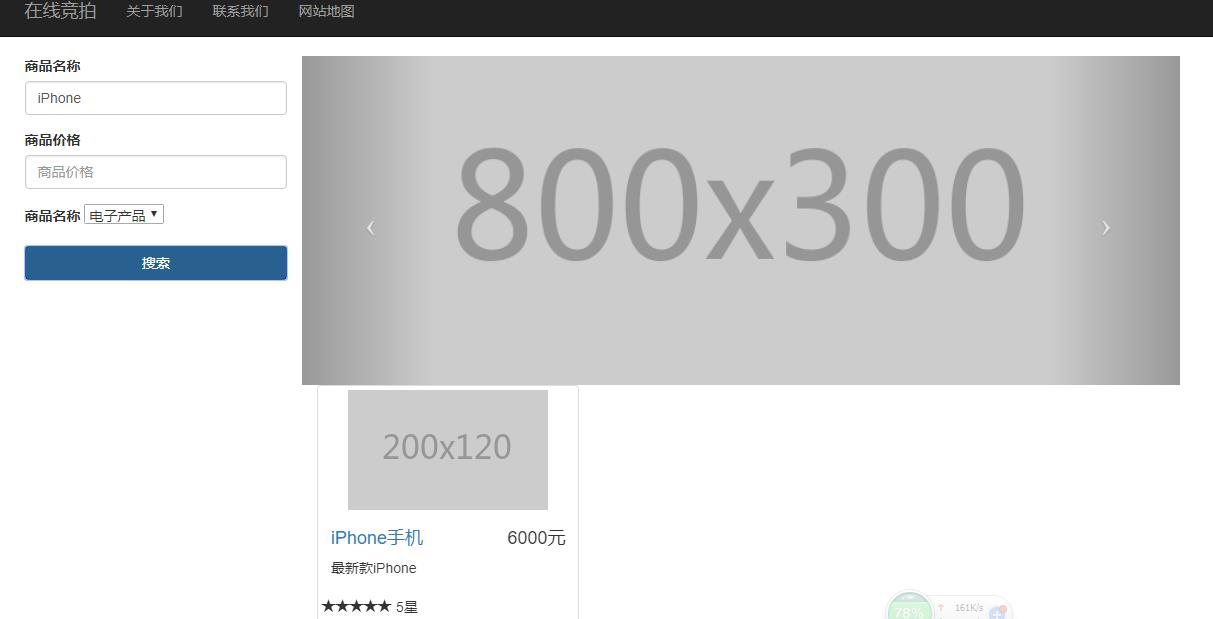 在线竞拍 关于我们 联系我们 网站地图
商品名称
iPhone
商品价格
商品价格
商品名称 电子产品
搜索
800x300
200x120
iPhone手机 6000元
最新款iPhone
★★★★★ 5星
78% 161K/s